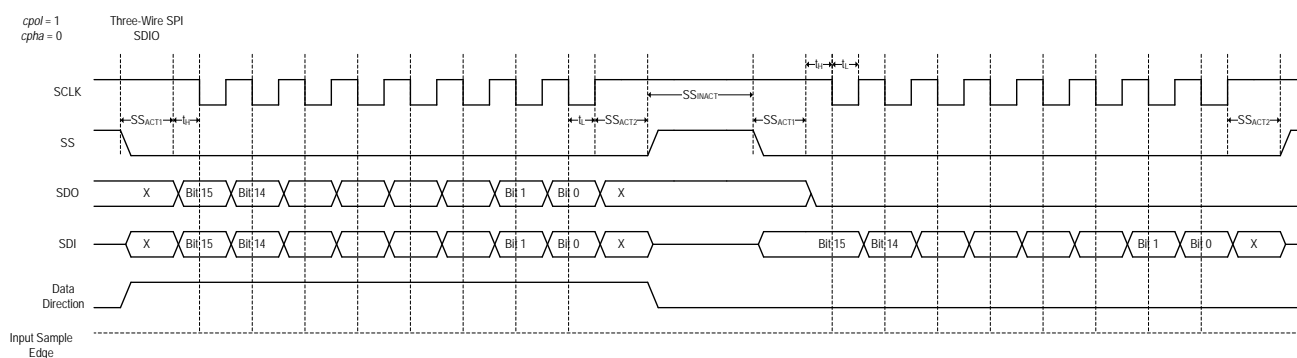 cpol = 1 Three-Wire SPI
cpha = 0 SDIO
tH tL
SCLK
SSINACT
SSACT1 tH tL SSACT2 SSACT1 SSACT2
SS
SDO X Bit 15 Bit 14 Bit 1 Bit 0 X
SDI X Bit 15 Bit 14 Bit 1 Bit 0 X Bit 15 Bit 14 Bit 1 Bit 0 X
Data
Direction
Input Sample
Edge